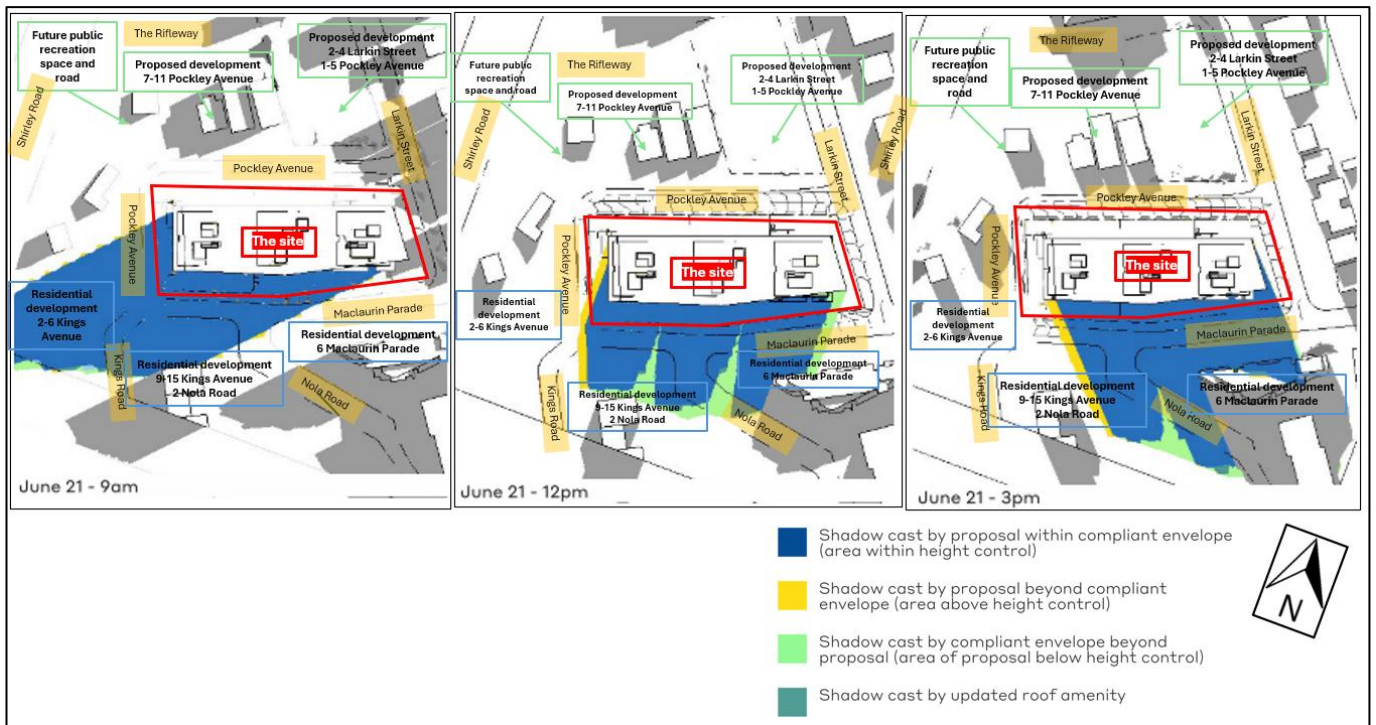 Future public
recreation
space and
road
The Rifleway
Proposed development
7-11 Pockley Avenue
Proposed development
2-4 Larkin Street
1-5 Pockley Avenue
Shirley Road
Larkin Street
Pockley Avenue
Pockley Avenue
The site
Residential
development
2-6 Kings
Avenue
Maclaurin Parade
Residential development
6 Maclaurin Parade
Kings Road
Residential development
9-15 Kings Avenue
2 Nola Road
Nola Road
June 21 - 9am
Future public
recreation
space and road
The Rifleway
Proposed development
7-11 Pockley Avenue
Proposed development
2-4 Larkin Street
1-5 Pockley Avenue
Shirley Road
Larkin Street
Pockley Avenue
Pockley Avenue
The site
Residential
development
2-6 Kings Avenue
Maclaurin Parade
Residential development
6 Maclaurin Parade
Kings Road
Residential development
9-15 Kings Avenue
2 Nola Road
Nola Road
June 21 - 12pm
Future public
recreation
space and
road
The Rifleway
Proposed development
7-11 Pockley Avenue
Proposed development
2-4 Larkin Street
1-5 Pockley Avenue
Shirley Road
Larkin Street
Pockley Avenue
Pockley Avenue
The site
Residential
development
2-6 Kings Avenue
Maclaurin Parade
Residential development
6 Maclaurin Parade
Kings Road
Residential development
9-15 Kings Avenue
2 Nola Road
Nola Road
June 21 - 3pm
Shadow cast by proposal within compliant envelope
(area within height control)
Shadow cast by proposal beyond compliant
envelope (area above height control)
Shadow cast by compliant envelope beyond
proposal (area of proposal below height control)
Shadow cast by updated roof amenity
N